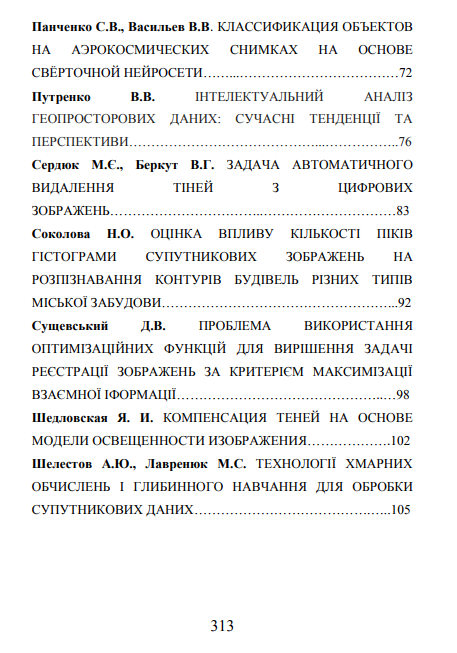 Панченко С.В., Васильев В.В. КЛАССИФИКАЦИЯ ОБЪЕКТОВ
НА АЭРОКОСМИЧЕСКИХ СНИМКАХ НА ОСНОВЕ
СВЁРТОЧНОЙ НЕЙРОСЕТИ……...……………………………72
Путренко В.В. ІНТЕЛЕКТУАЛЬНИЙ АНАЛІЗ
ГЕОПРОСТОРОВИХ ДАНИХ: СУЧАСНІ ТЕНДЕНЦІЇ ТА
ПЕРСПЕКТИВИ……………………………...……………….76
Сердюк М.Є., Беркут В.Г. ЗАДАЧА АВТОМАТИЧНОГО
ВИДАЛЕННЯ ТІНЕЙ З ЦИФРОВИХ
ЗОБРАЖЕНЬ…………………………...…………………………83
Соколова Н.О. ОЦІНКА ВПЛИВУ КІЛЬКОСТІ ПІКІВ
ГІСТОГРАМИ СУПУТНИКОВИХ ЗОБРАЖЕНЬ НА
РОЗПІЗНАВАННЯ КОНТУРІВ БУДІВЕЛЬ РІЗНИХ ТИПІВ
МІСЬКОЇ ЗАБУДОВИ…………………………………………...92
Сущевський Д.В. ПРОБЛЕМА ВИКОРИСТАННЯ
ОПТИМІЗАЦІЙНИХ ФУНКЦІЙ ДЛЯ ВИРІШЕННЯ ЗАДАЧІ
РЕЄСТРАЦІЇ ЗОБРАЖЕНЬ ЗА КРИТЕРІЄМ МАКСИМІЗАЦІЇ
ВЗАЄМНОЇ ІФОРМАЦІЇ……………………………………...…98
Шедловская Я. И. КОМПЕНСАЦИЯ ТЕНЕЙ НА ОСНОВЕ
МОДЕЛИ ОСВЕЩЕННОСТИ ИЗОБРАЖЕНИЯ………….………102
Шелестов А.Ю., Лавренюк М.С. ТЕХНОЛОГІЇ ХМАРНИХ
ОБЧИСЛЕНЬ І ГЛИБИННОГО НАВЧАННЯ ДЛЯ ОБРОБКИ
СУПУТНИКОВИХ ДАНИХ…………………………………..…..105
313